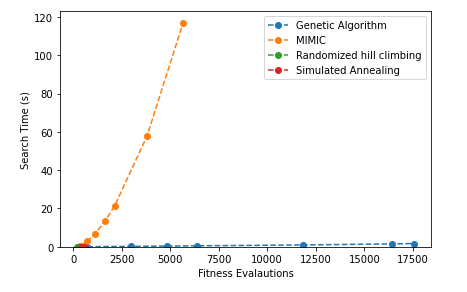 120
100
80
60
40
20
0
Search Time (s)
Genetic Algorithm
MIMIC
Randomized hill climbing
Simulated Annealing
0 2500 5000 7500 10000 12500 15000 17500
Fitness Evalautions